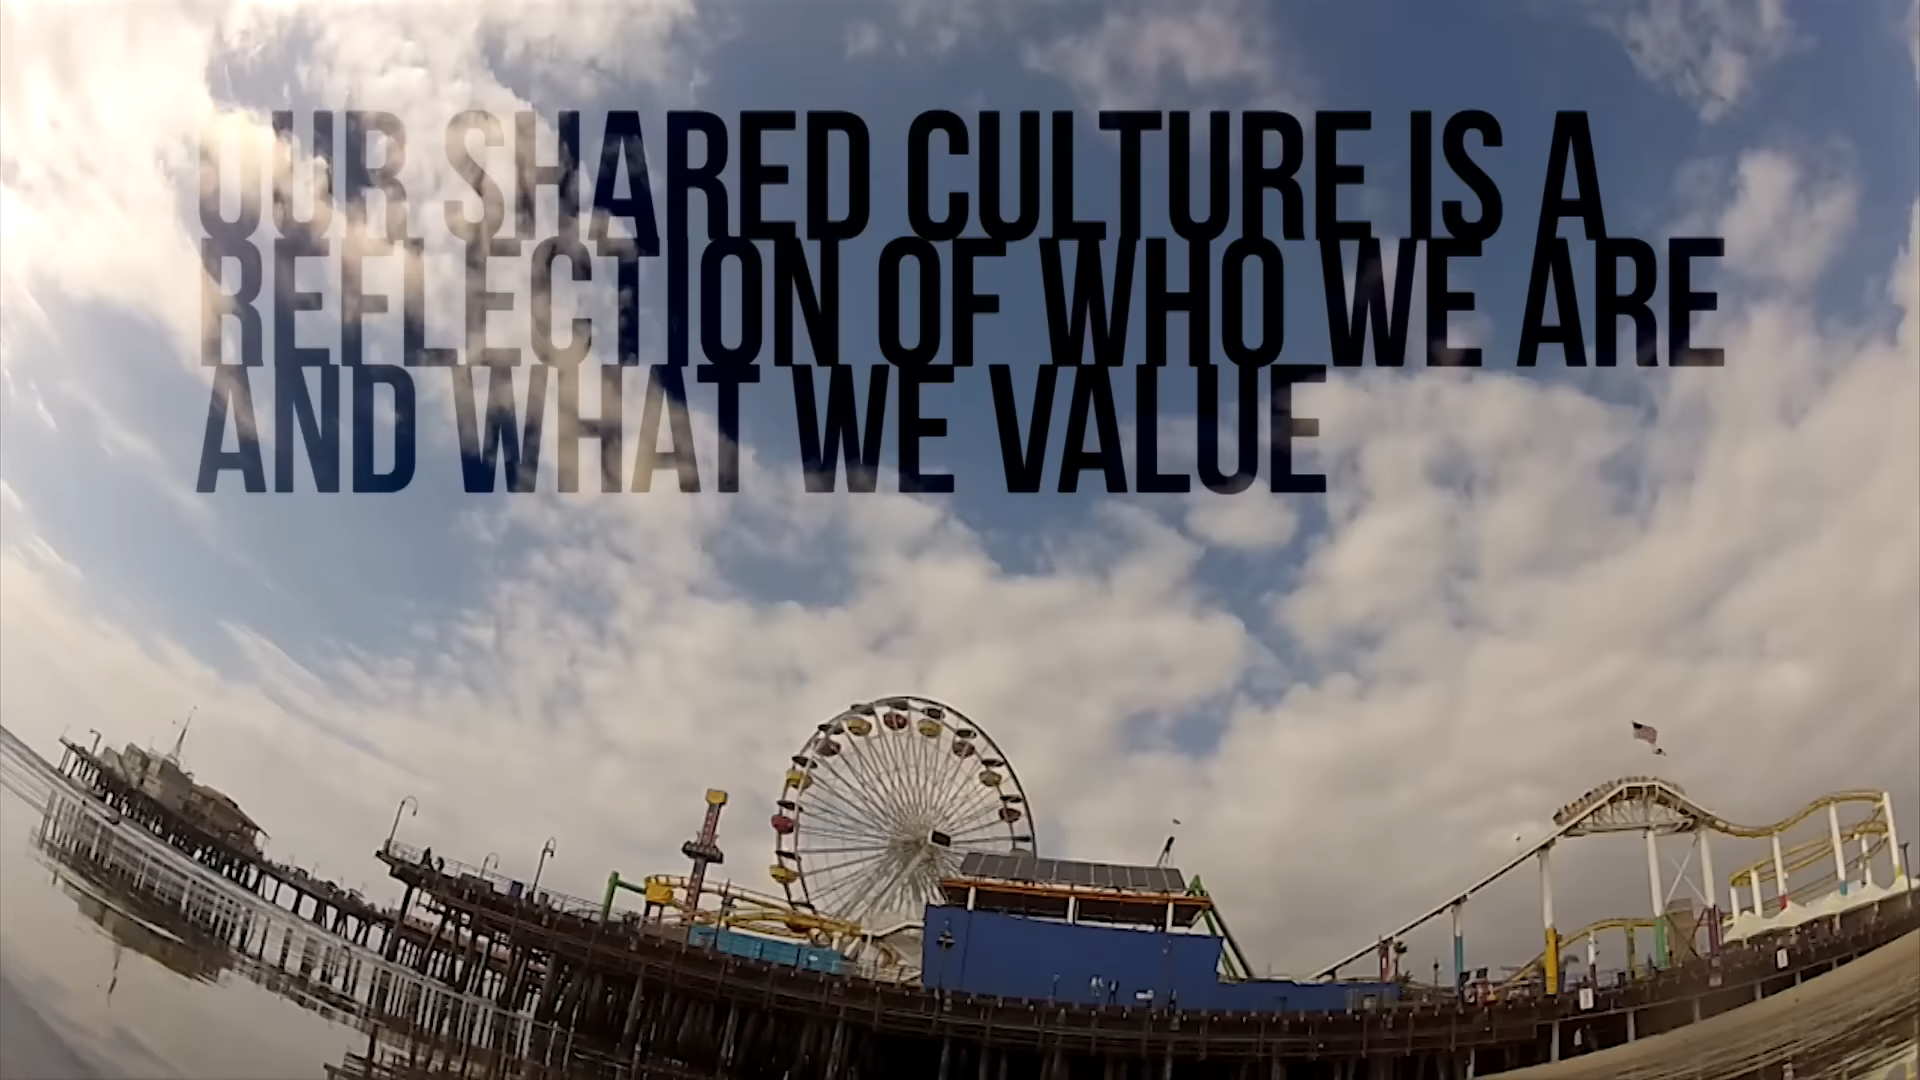 OUR SHARED CULTURE IS A
REFLECTION OF WHO WE ARE
AND WHAT WE VALUE